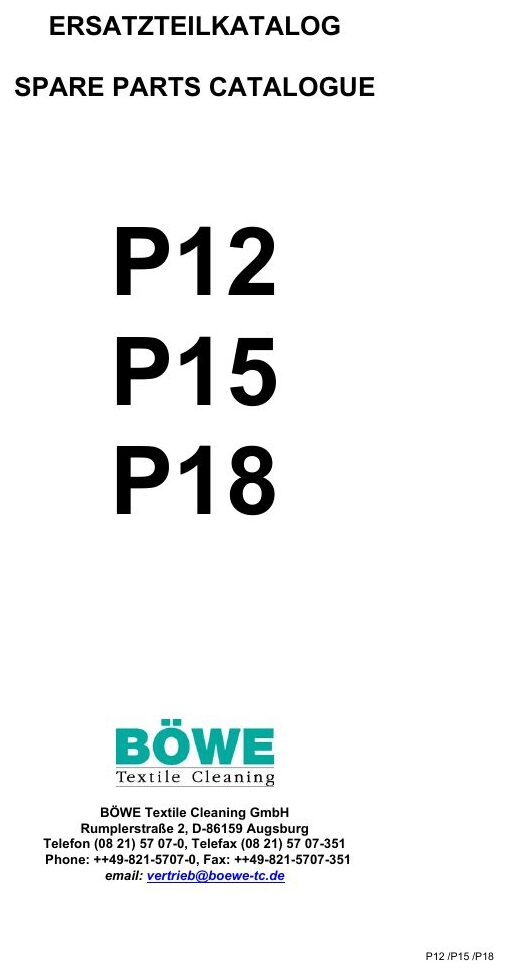 ERSATZTEILKATALOG
SPARE PARTS CATALOGUE
P12
P15
P18
BÖWE
Textile Cleaning
BÖWE Textile Cleaning GmbH
Rumplerstraße 2, D-86159 Augsburg
Telefon (08 21) 57 07-0, Telefax (08 21) 57 07-351
Phone: ++49-821-5707-0, Fax: ++49-821-5707-351
email: vertrieb@boewe-tc.de
P12 /P15 /P18